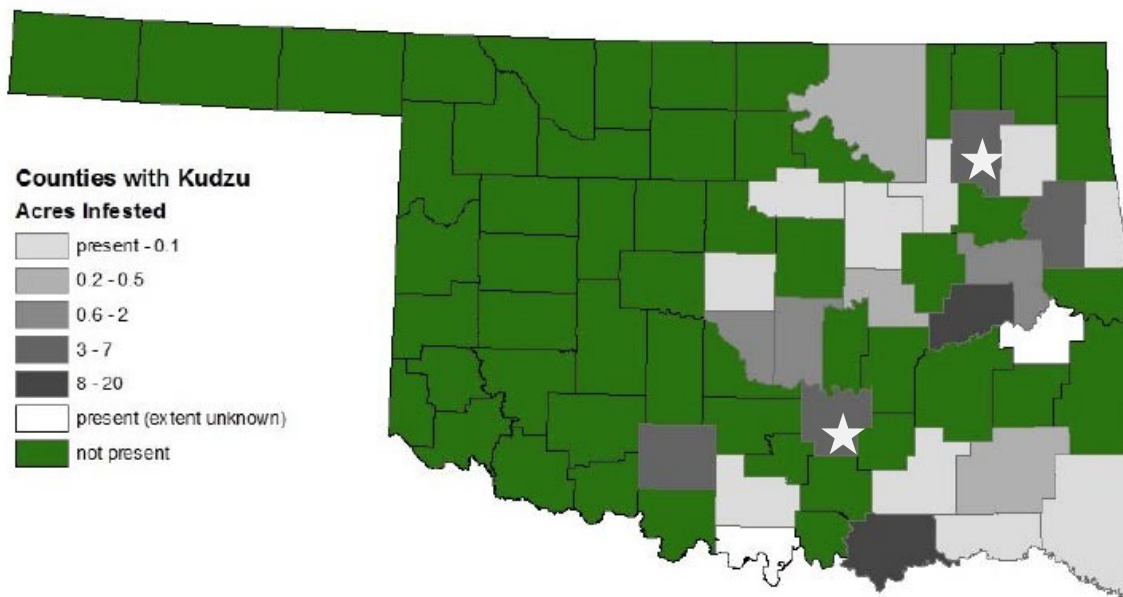 Counties with Kudzu
Acres Infested
present - 0.1
0.2 - 0.5
0.6 - 2
3 - 7
8 - 20
present (extent unknown)
not present